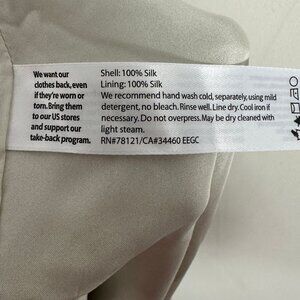 We want our
clothes back, even
if they're worn or
torn. Bring them
to our US stores
and support our
take-back program.
Shell: 100% Silk
Lining: 100% Silk
We recommend hand wash cold, separately, using mild
detergent, no bleach. Rinse well. Line dry. Cool iron if
necessary. Do not overpress. May be dry cleaned with
light steam.
RN#78121/CA#34460 EEGC